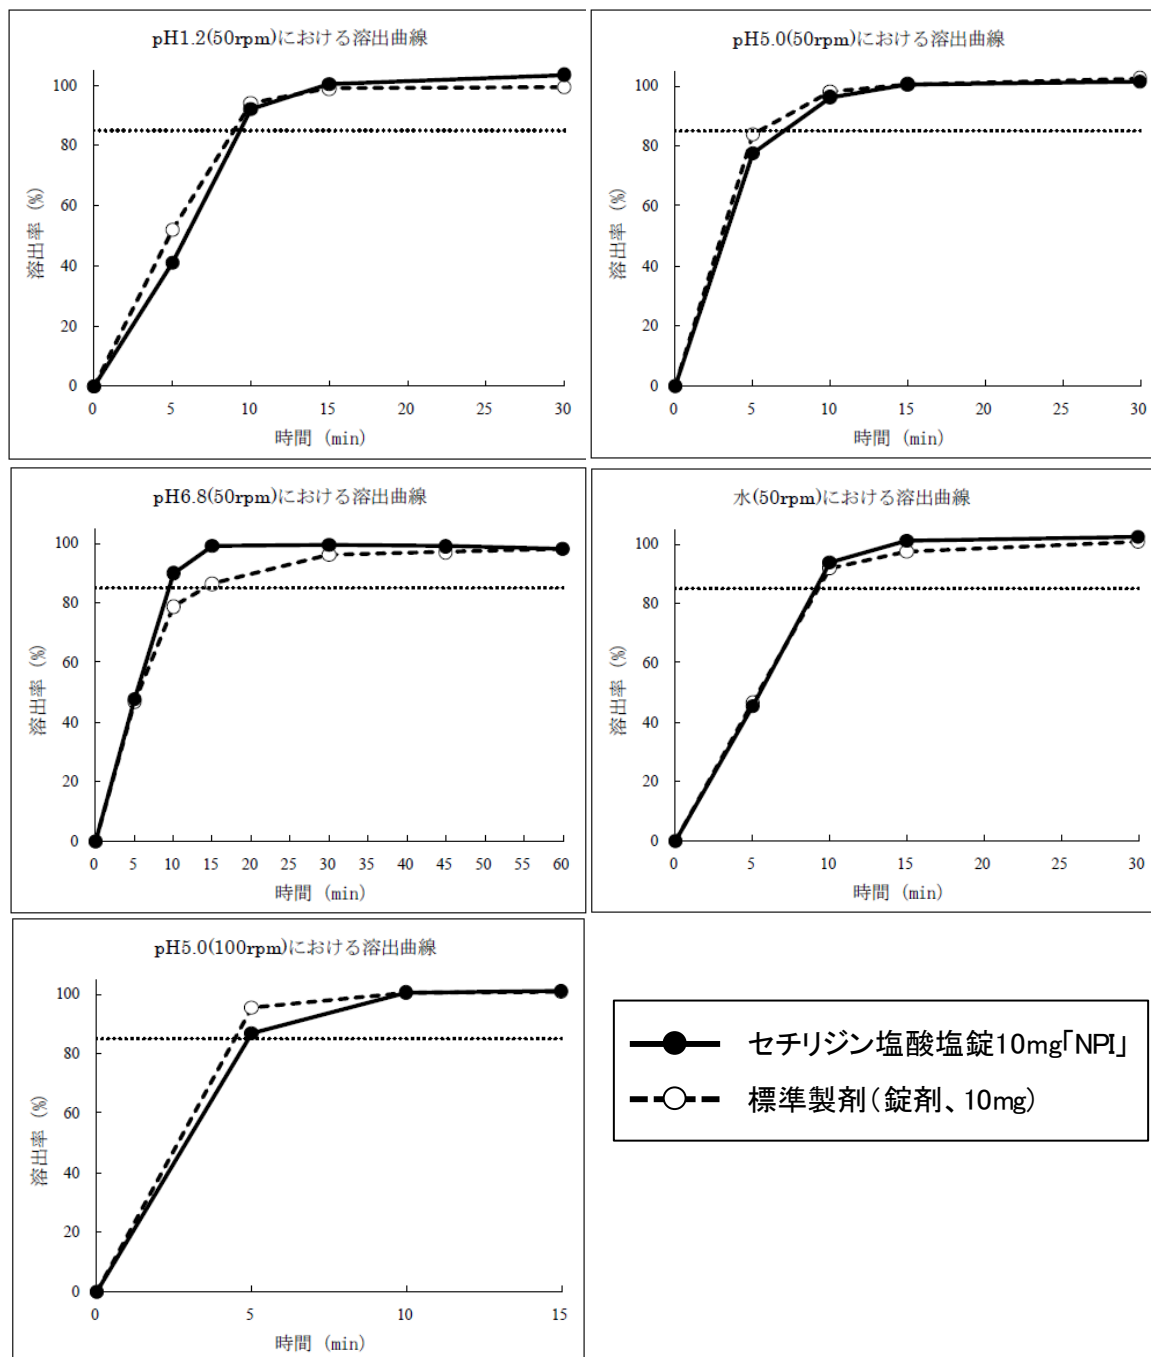 pH1.2(50rpm)における溶出曲線
100
80
60
40
20
0
溶出率 (%)
0 5 10 15 20 25 30
時間 (min)
pH5.0(50rpm)における溶出曲線
100
80
60
40
20
0
溶出率 (%)
0 5 10 15 20 25 30
時間 (min)
pH6.8(50rpm)における溶出曲線
100
80
60
40
20
0
溶出率 (%)
0 5 10 15 20 25 30 35 40 45 50 55 60
時間 (min)
水(50rpm)における溶出曲線
100
80
60
40
20
0
溶出率 (%)
0 5 10 15 20 25 30
時間 (min)
pH5.0(100rpm)における溶出曲線
100
80
60
40
20
0
溶出率 (%)
0 5 10 15
時間 (min)
セチリジン塩酸塩錠10mg「NPI」
標準製剤(錠剤、10mg)